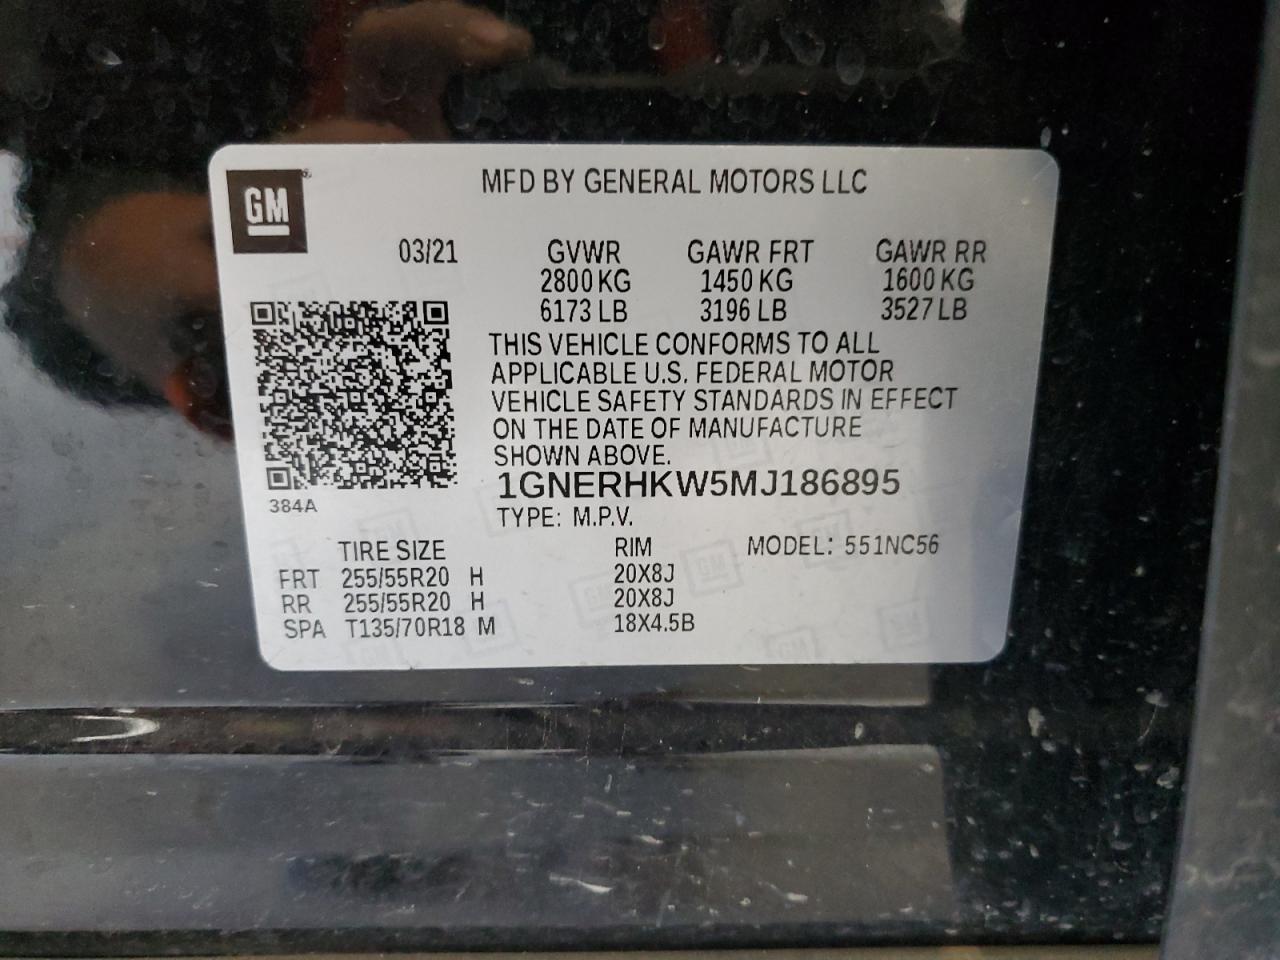 GM
MFD BY GENERAL MOTORS LLC
03/21 GVWR GAWR FRT GAWR RR
2800 KG 1450 KG 1600 KG
6173 LB 3196 LB 3527 LB
THIS VEHICLE CONFORMS TO ALL
APPLICABLE U.S. FEDERAL MOTOR
VEHICLE SAFETY STANDARDS IN EFFECT
ON THE DATE OF MANUFACTURE
SHOWN ABOVE.
1GNERHKW5MJ186895
384A
TYPE: M.P.V.
TIRE SIZE RIM MODEL: 551NC56
FRT 255/55R20 H 20X8J
RR 255/55R20 H 20X8J
SPA T135/70R18 M 18X4.5B